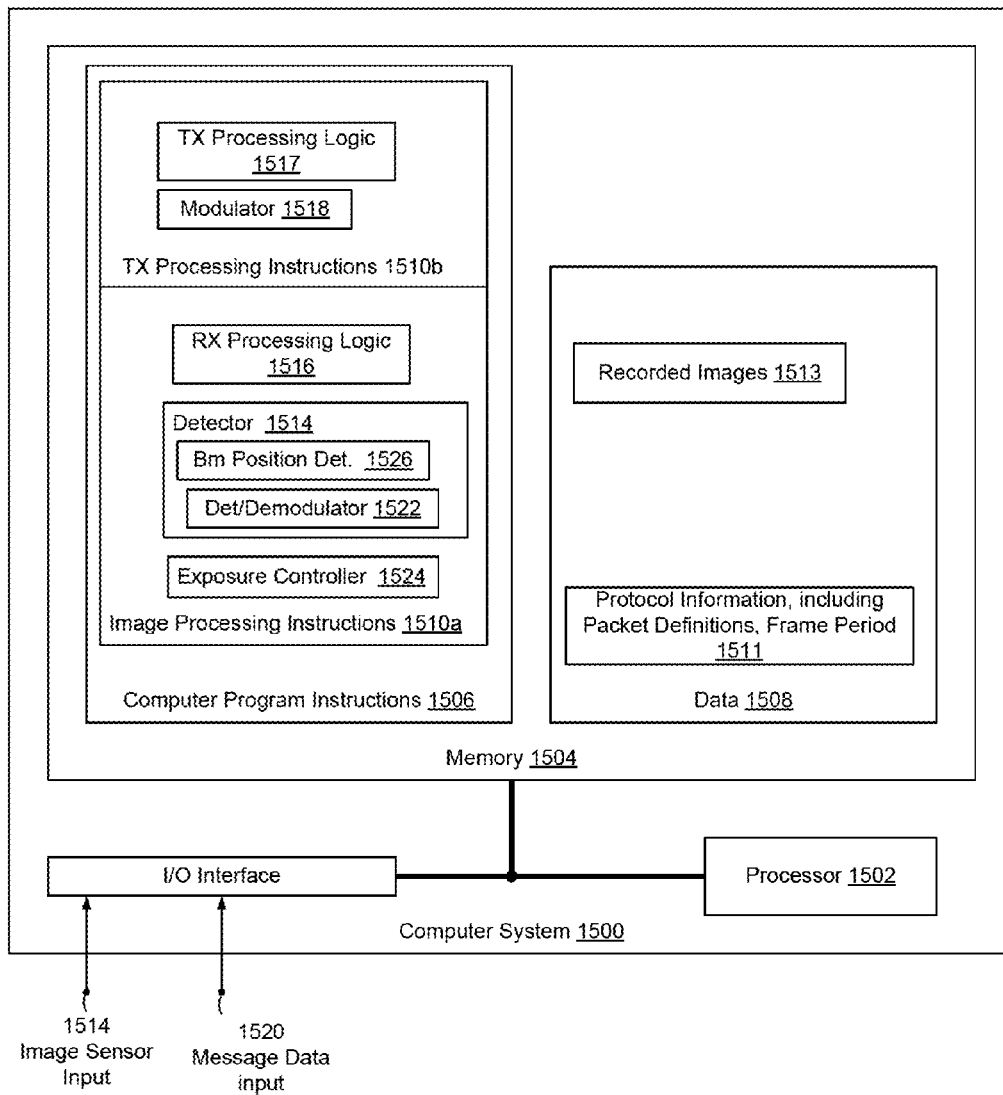 TX Processing Logic
1517
Modulator 1518
TX Processing Instructions 1510b
RX Processing Logic
1516
Detector 1514
Bm Position Det. 1526
Det/Demodulator 1522
Exposure Controller 1524
Image Processing Instructions 1510a
Computer Program Instructions 1506
Recorded Images 1513
Protocol Information, including
Packet Definitions, Frame Period
1511
Data 1508
Memory 1504
I/O Interface
Processor 1502
Computer System 1500
1514
Image Sensor
Input
1520
Message Data
input